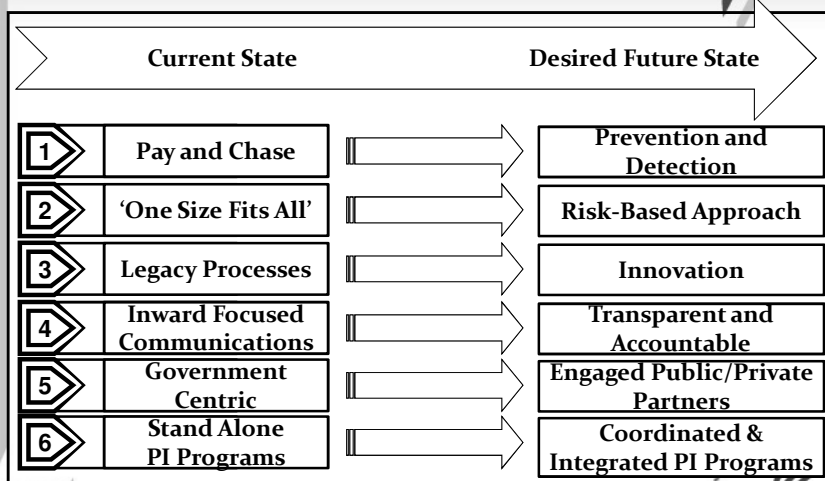 Current State Desired Future State
1 Pay and Chase Prevention and
Detection
2 ‘One Size Fits All’ Risk-Based Approach
3 Legacy Processes Innovation
4 Inward Focused
Communications
Transparent and
Accountable
5 Government
Centric
Engaged Public/Private
Partners
6 Stand Alone
PI Programs
Coordinated &
Integrated PI Programs